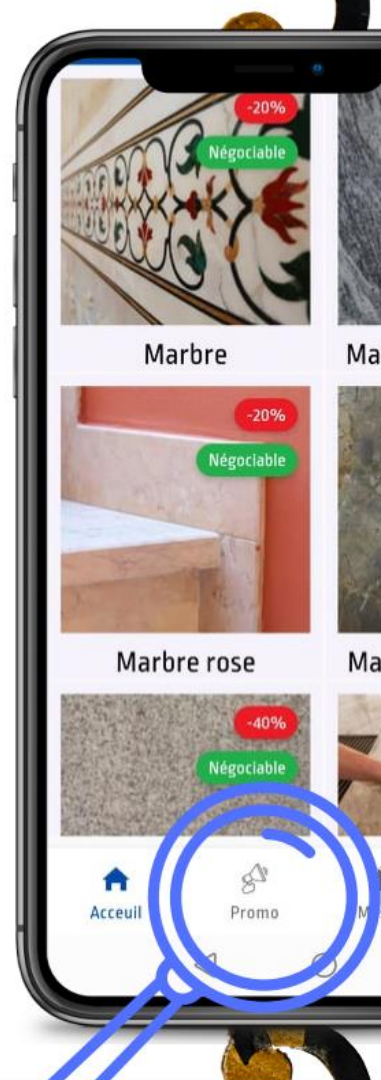 -20%
Négociable
Marbre
Ma
-20%
Négociable
Marbre rose
Ma
-40%
Négociable
Acceuil
Promo
M